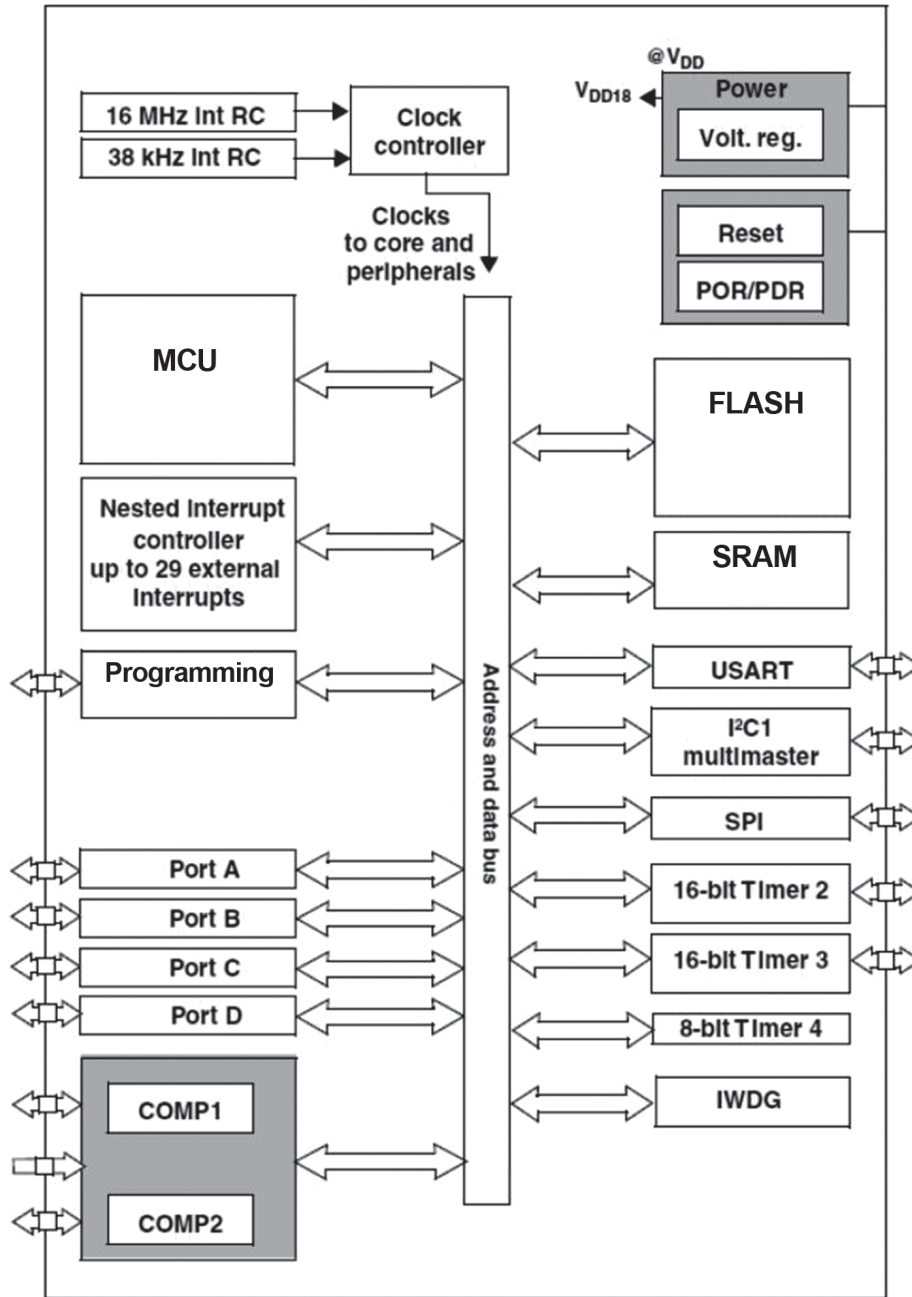 @VDD
VDD18
Power
Volt. reg.
16 MHz Int RC
38 kHz Int RC
Clock
controller
Clocks
to core and
peripherals
Reset
POR/PDR
MCU
Nested Interrupt
controller
up to 29 external
Interrupts
Programming
Port A
Port B
Port C
Port D
COMP1
COMP2
Address and data bus
FLASH
SRAM
USART
I²C1
multimaster
SPI
16-bit Timer 2
16-bit Timer 3
8-bit Timer 4
IWDG